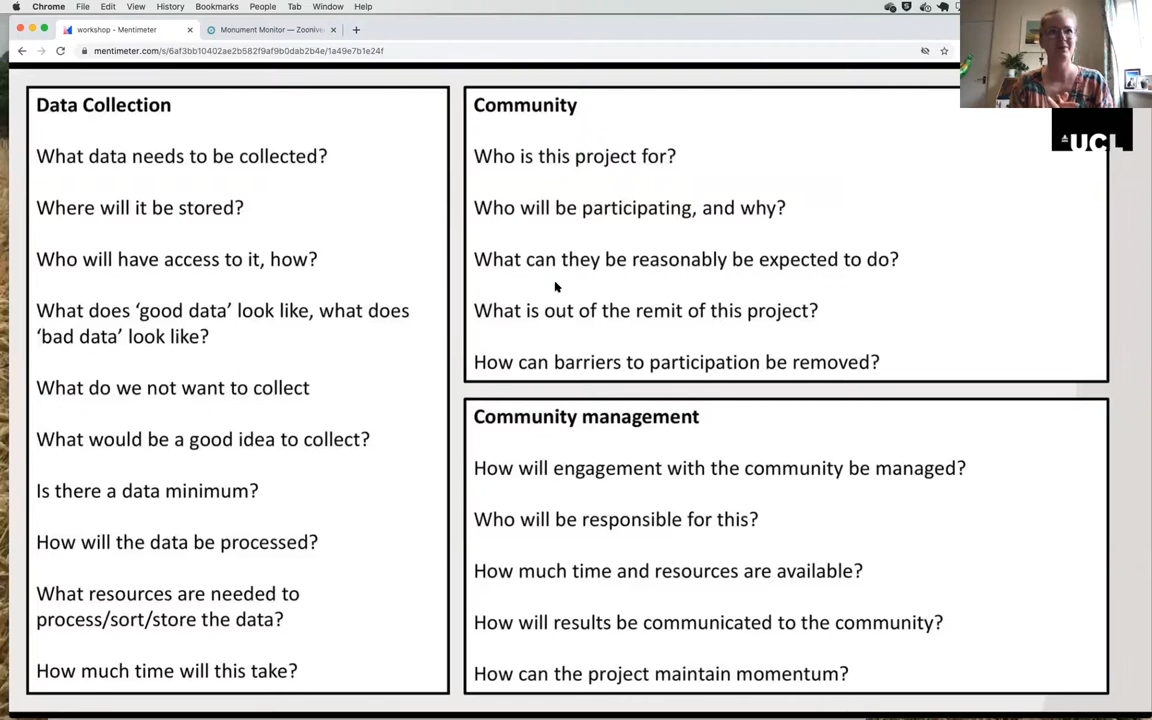 Chrome File Edit View History Bookmarks People Tab Window Help
workshop - Mentimeter
Monument Monitor — Zooniv
mentimeter.com/s/6af3bb10402ae2b582f9af9b0dab2b4e/1a49e7b1e24f
Data Collection
What data needs to be collected?
Where will it be stored?
Who will have access to it, how?
What does ‘good data’ look like, what does
‘bad data’ look like?
What do we not want to collect
What would be a good idea to collect?
Is there a data minimum?
How will the data be processed?
What resources are needed to
process/sort/store the data?
How much time will this take?
Community
Who is this project for?
Who will be participating, and why?
What can they be reasonably be expected to do?
What is out of the remit of this project?
How can barriers to participation be removed?
UCL
Community management
How will engagement with the community be managed?
Who will be responsible for this?
How much time and resources are available?
How will results be communicated to the community?
How can the project maintain momentum?